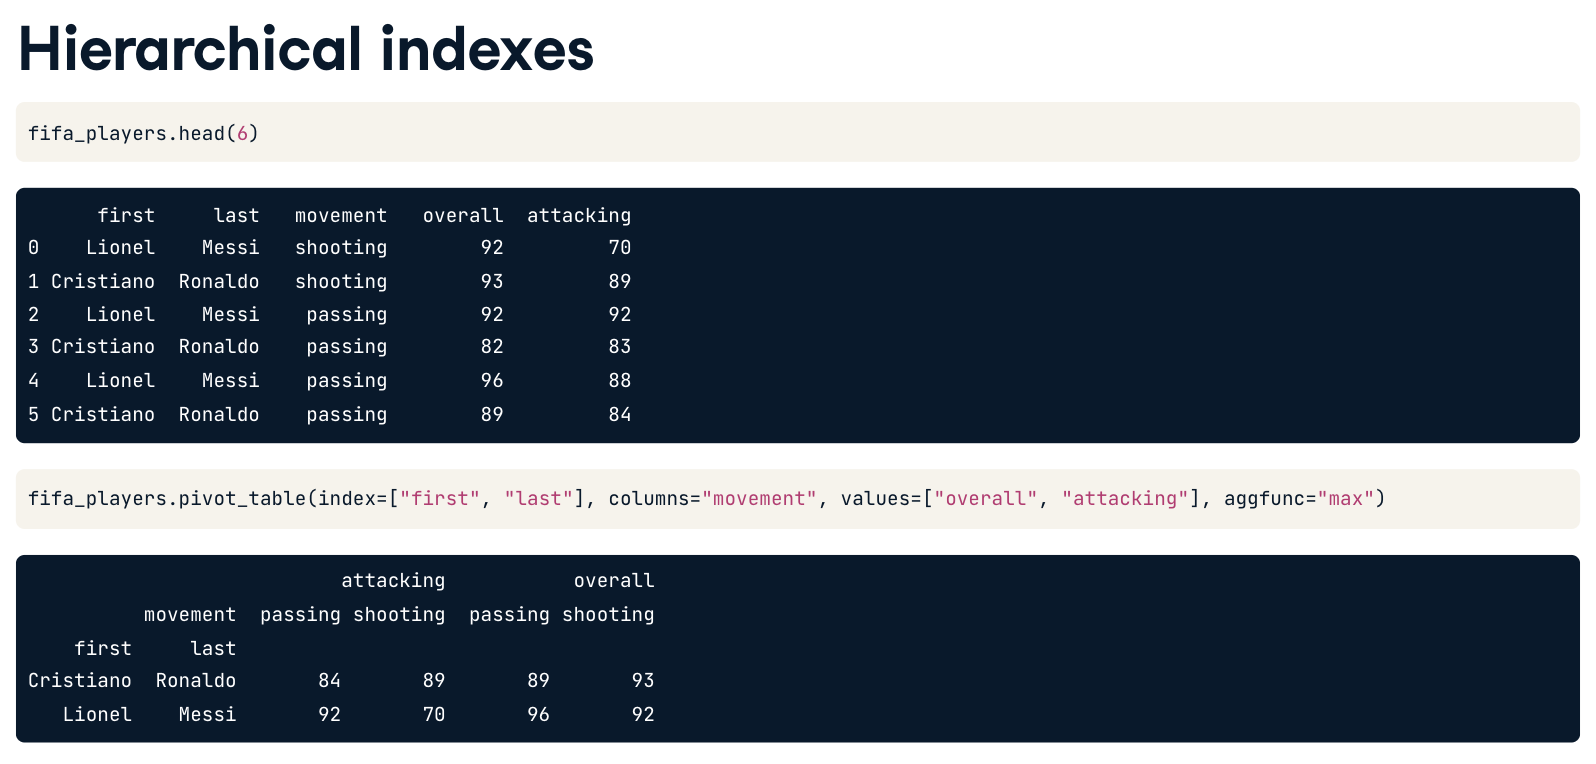 Hierarchical indexes
fifa_players.head(6)
first last movement overall attacking
0 Lionel Messi shooting 92 70
1 Cristiano Ronaldo shooting 93 89
2 Lionel Messi passing 92 92
3 Cristiano Ronaldo passing 82 83
4 Lionel Messi passing 96 88
5 Cristiano Ronaldo passing 89 84
fifa_players.pivot_table(index=["first", "last"], columns="movement", values=["overall", "attacking"], aggfunc="max")
attacking overall
movement passing shooting passing shooting
first last
Cristiano Ronaldo 84 89 89 93
Lionel Messi 92 70 96 92